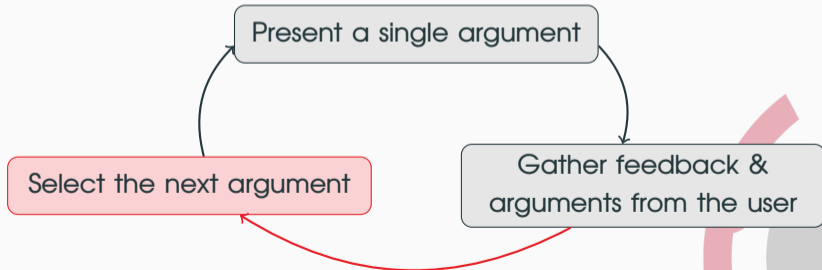 Present a single argument
Gather feedback &
arguments from the user
Select the next argument